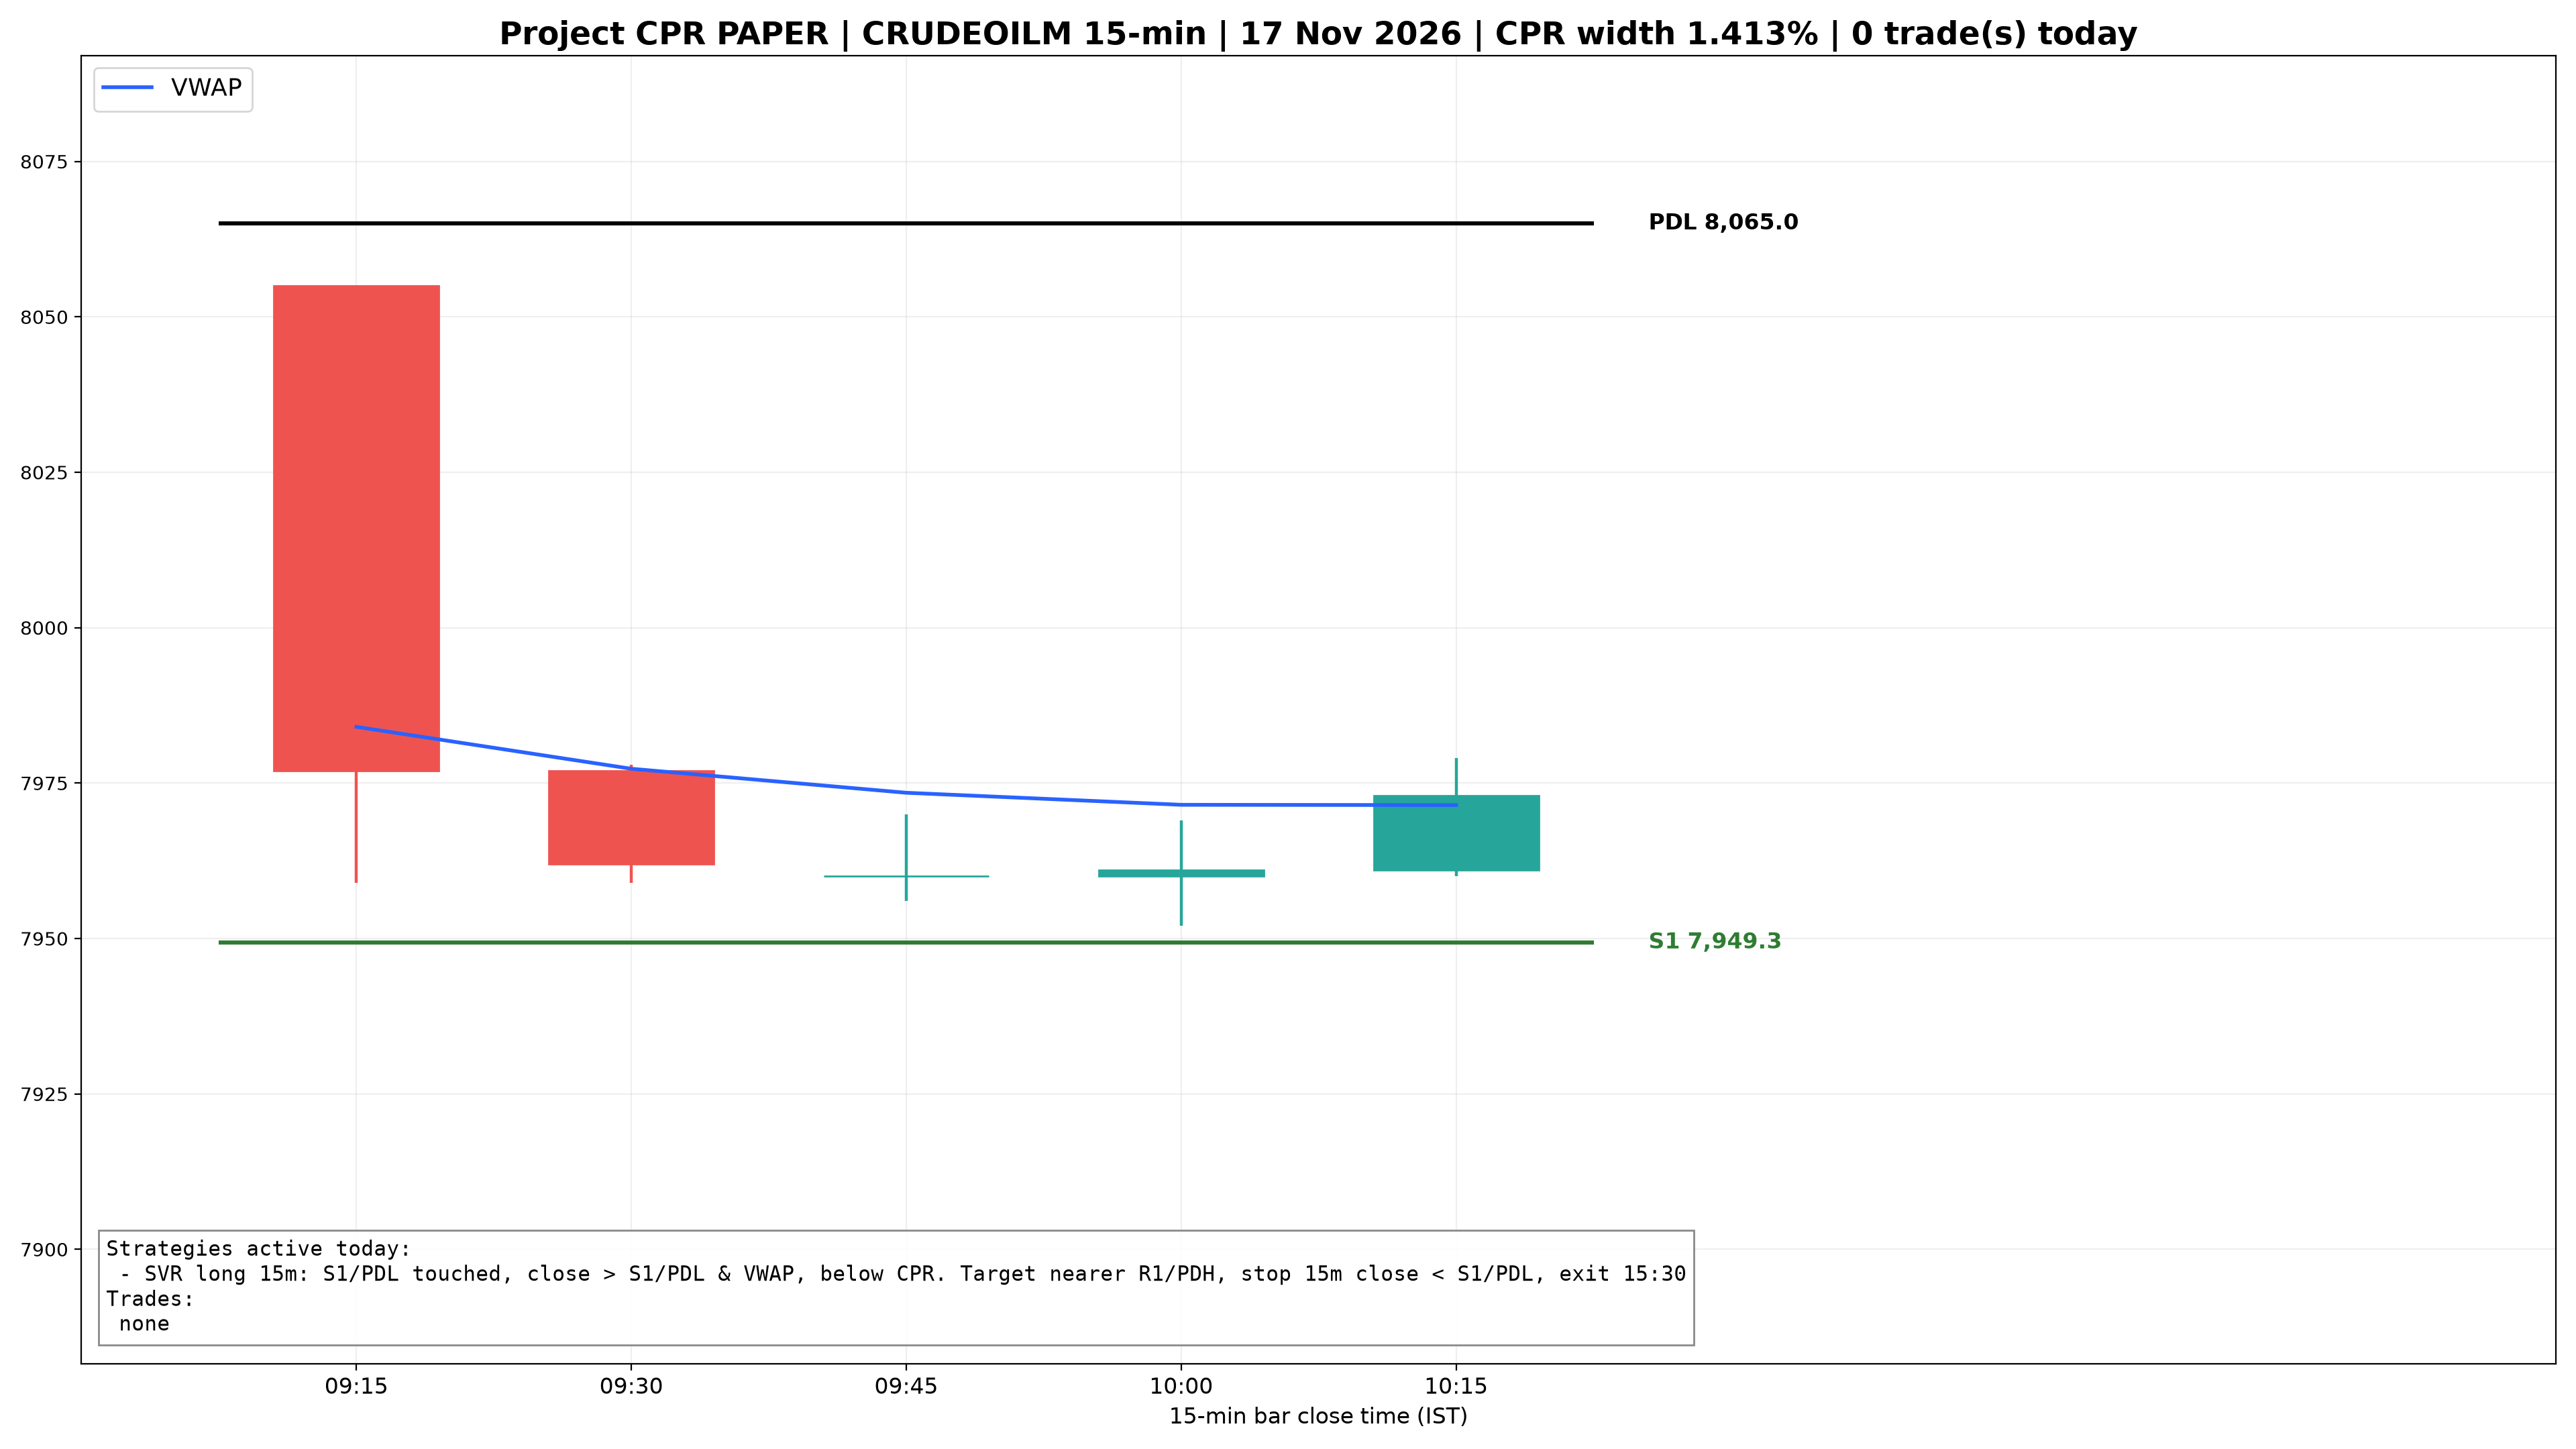 Project CPR PAPER | CRUDEOILM 15-min | 17 Nov 2026 | CPR width 1.413% | 0 trade(s) today
VWAP
8075
PDL 8,065.0
8050
8025
8000
7975
7950
S1 7,949.3
7925
7900
Strategies active today:
- SVR long 15m: S1/PDL touched, close > S1/PDL & VWAP, below CPR. Target nearer R1/PDH, stop 15m close < S1/PDL, exit 15:30
Trades:
none
09:15 09:30 09:45 10:00 10:15
15-min bar close time (IST)